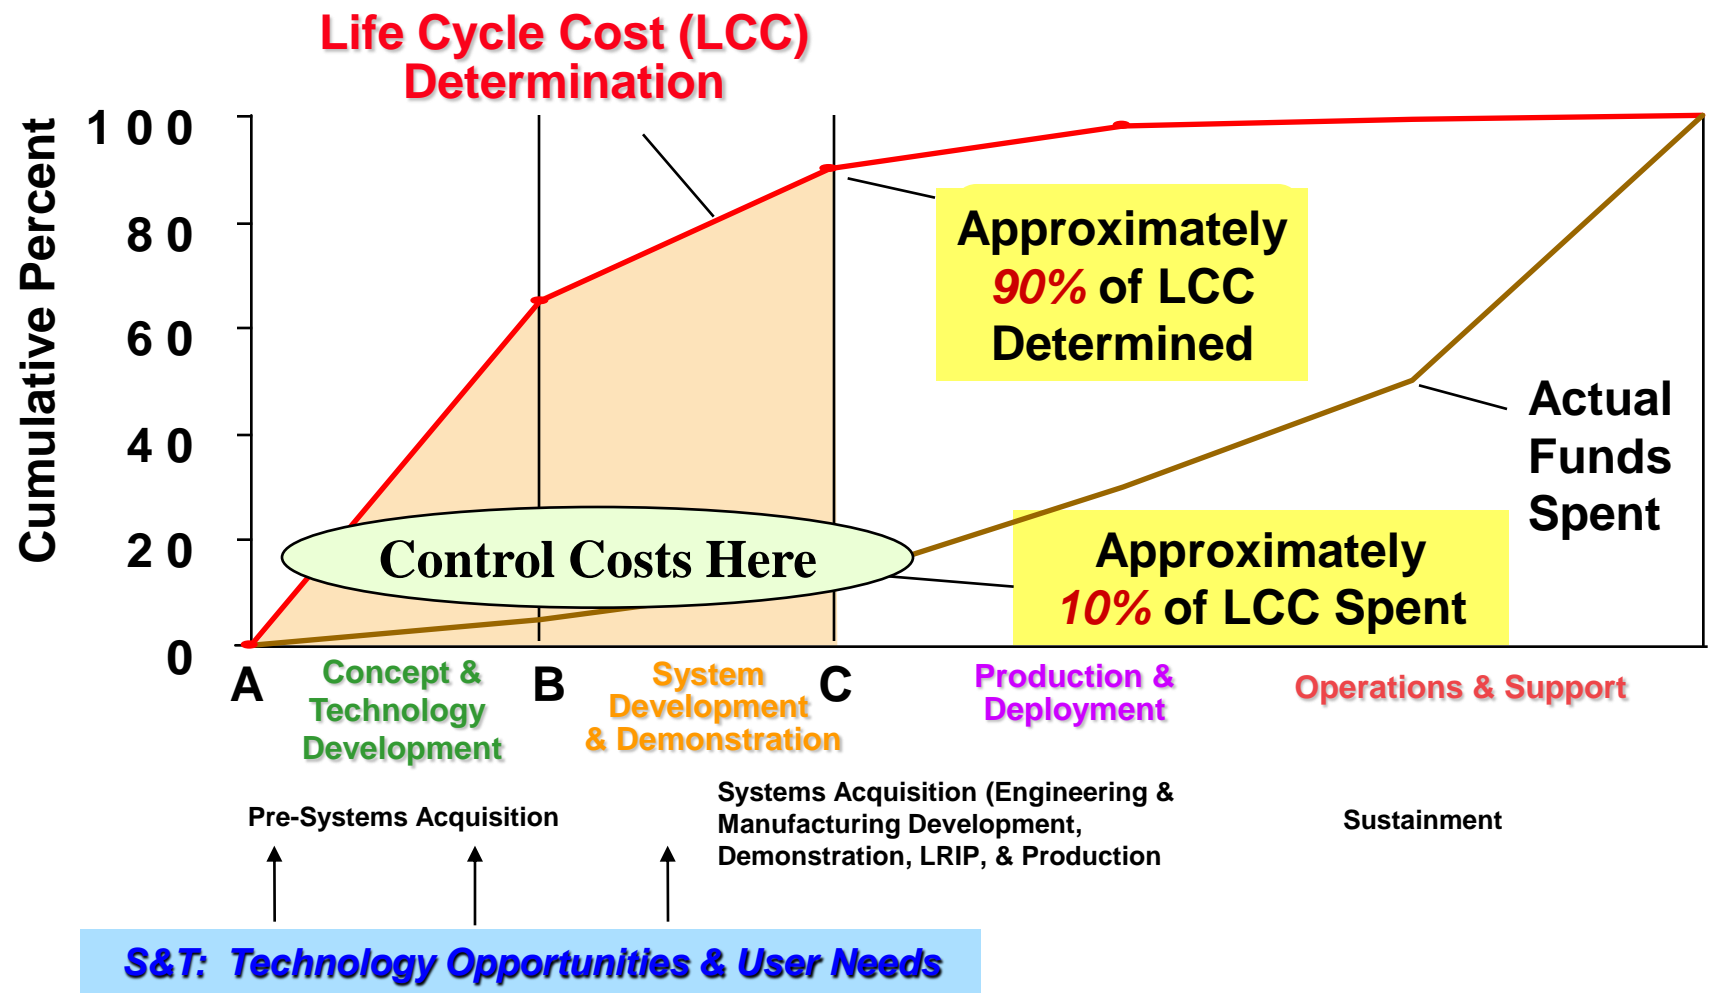 Life Cycle Cost (LCC)
Determination
Cumulative Percent
100
80
60
40
20
0
Approximately
90% of LCC
Determined
Actual
Funds
Spent
Control Costs Here
Approximately
10% of LCC Spent
A
Concept &
Technology
Development
B
System
Development
& Demonstration
C
Production &
Deployment
Operations & Support
Pre-Systems Acquisition
Systems Acquisition (Engineering &
Manufacturing Development,
Demonstration, LRIP, & Production
Sustainment
S&T: Technology Opportunities & User Needs